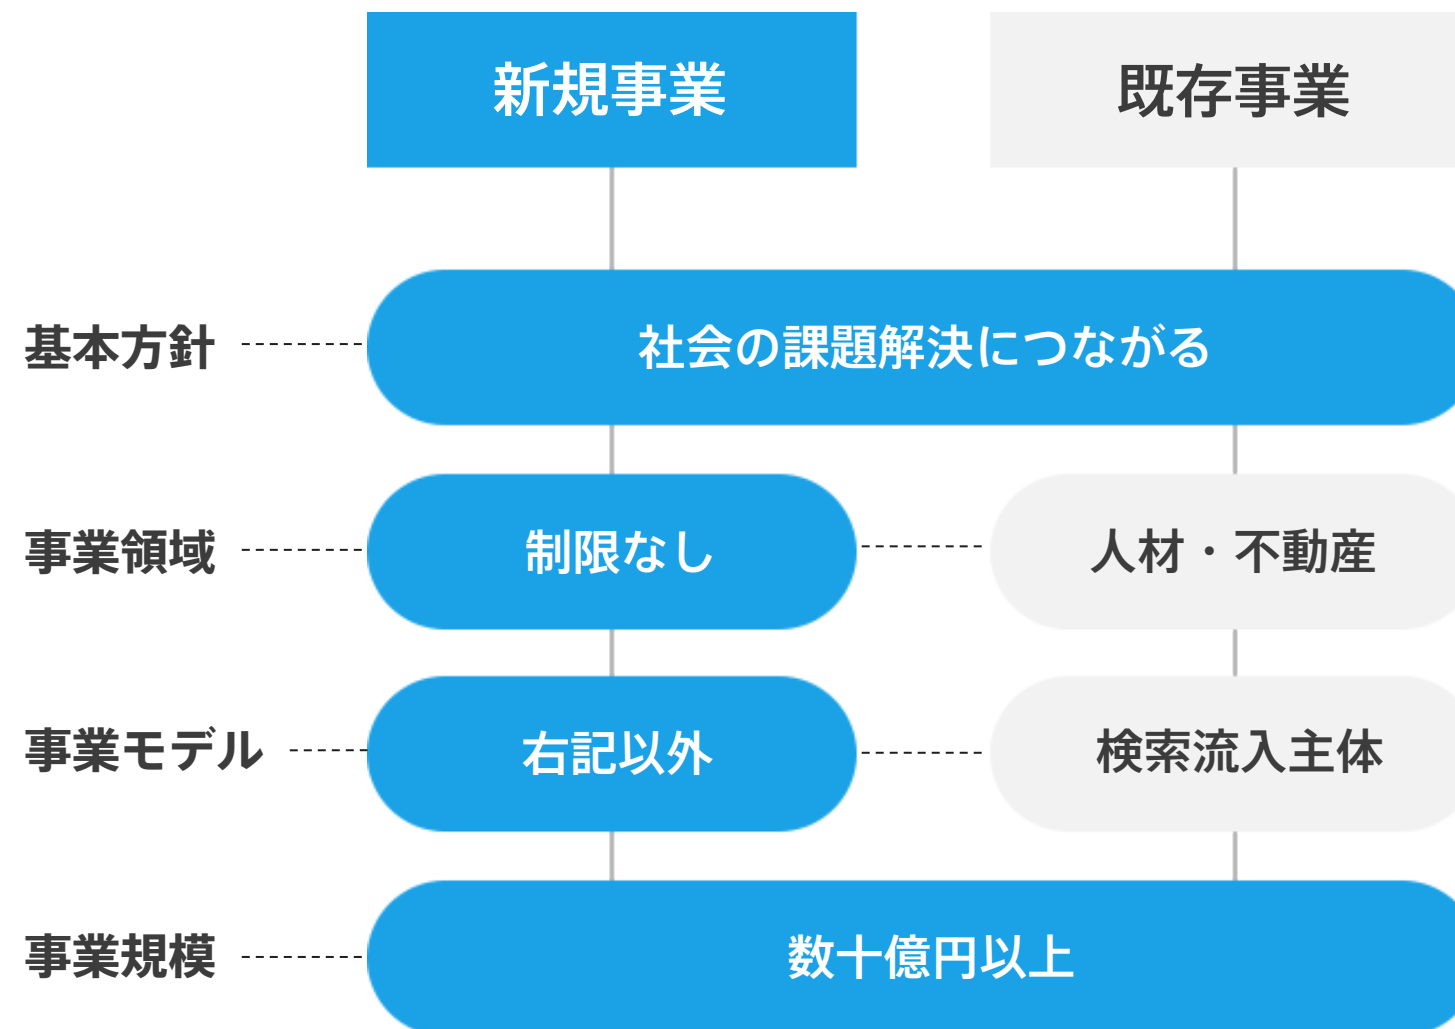 新規事業
既存事業
基本方針
社会の課題解決につながる
事業領域
制限なし
人材・不動産
事業モデル
右記以外
検索流入主体
事業規模
数十億円以上